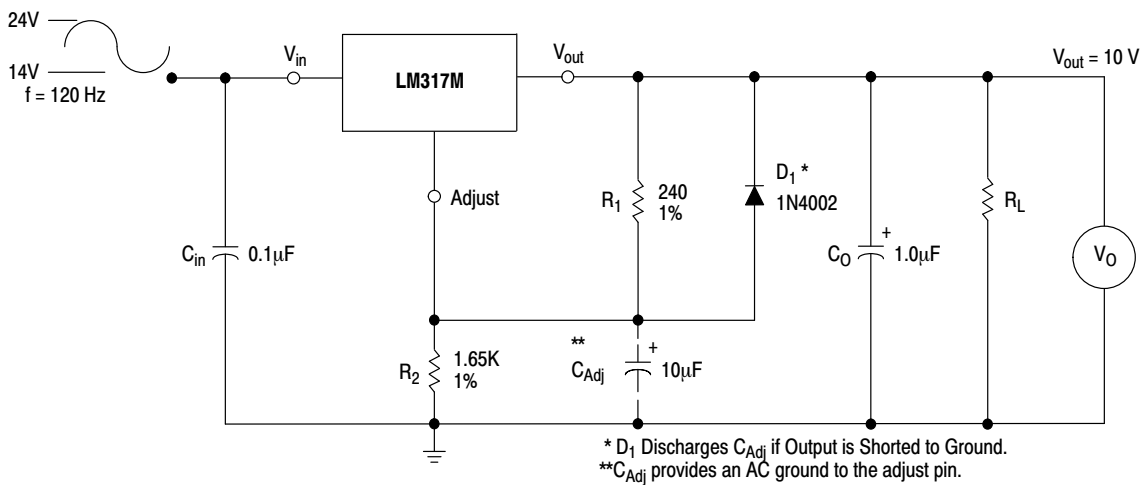 24V
14V
f = 120 Hz
Vin
LM317M
Vout
Vout = 10 V
Adjust
Cin
0.1μF
R1
240
1%
D1 *
1N4002
CO
+
1.0μF
RL
VO
R2
1.65K
1%
**
CAdj
+
10μF
* D1 Discharges CAdj if Output is Shorted to Ground.
**CAdj provides an AC ground to the adjust pin.